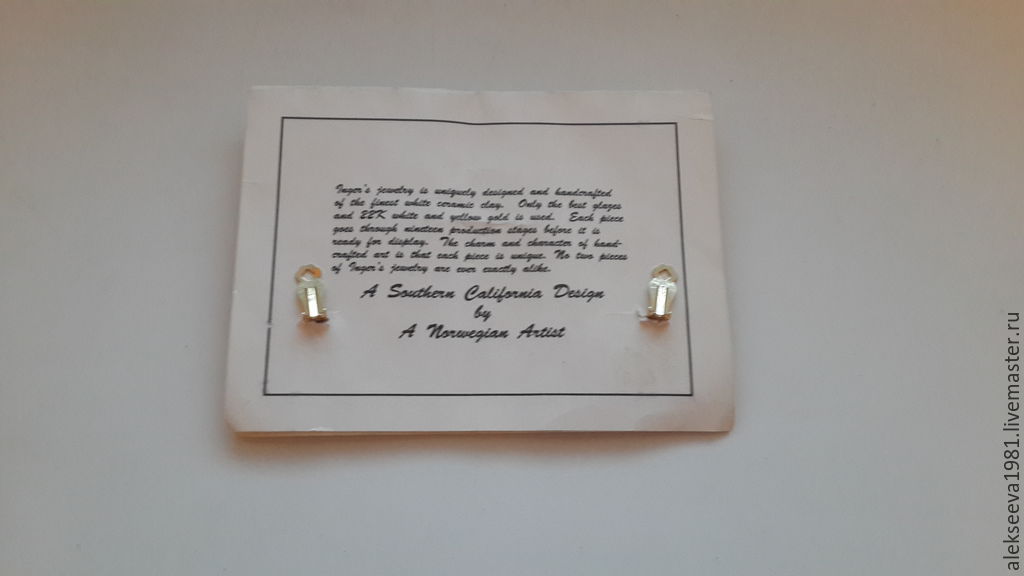 Inger's jewelry is uniquely designed and handcrafted
of the finest white ceramic clay. Only the best glazes
and 22K white and yellow gold is used. Each piece
goes through nineteen production stages before it is
ready for display. The charm and character of hand-
crafted art is that each piece is unique. No two pieces
of Inger's jewelry are ever exactly alike.
A Southern California Design
by
A Norwegian Artist
alekseeva1981.livemaster.ru